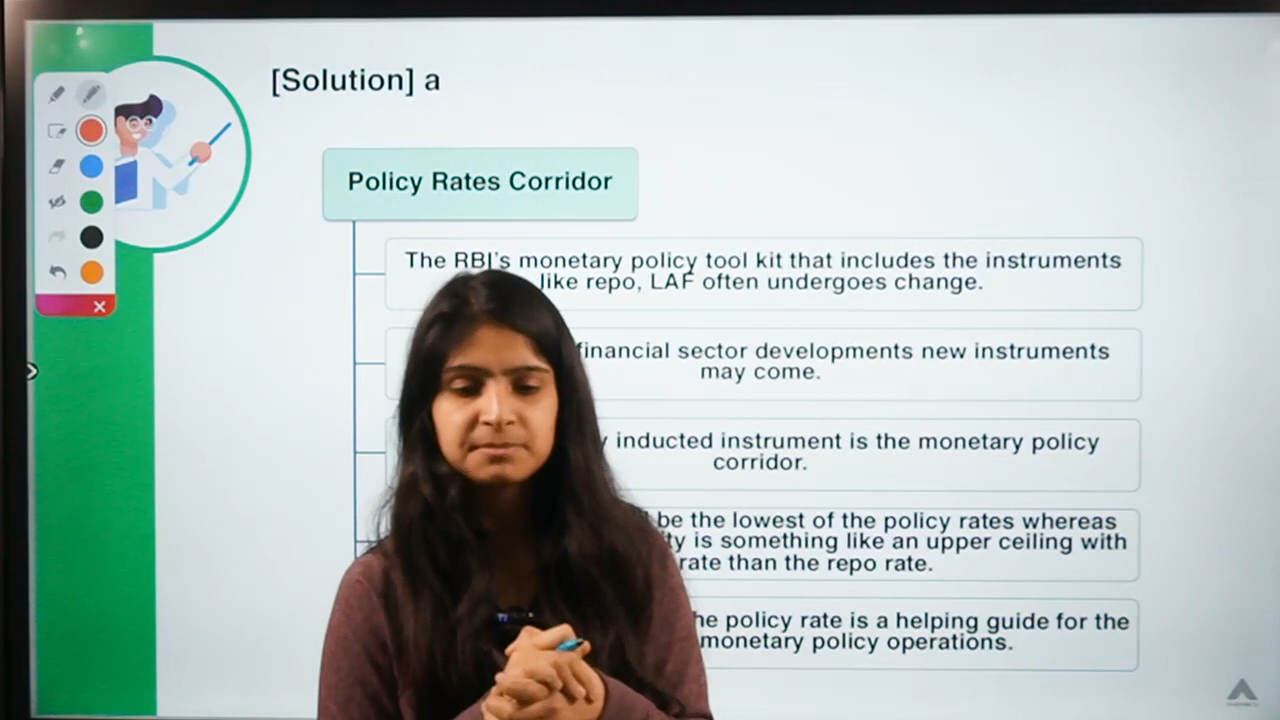 [Solution] a
Policy Rates Corridor
The RBI's monetary policy tool kit that includes the instruments
like repo, LAF often undergoes change.
financial sector developments new instruments
may come.
inducted instrument is the monetary policy
corridor.
be the lowest of the policy rates whereas
is something like an upper ceiling with
rate than the repo rate.
policy rate is a helping guide for the
monetary policy operations.